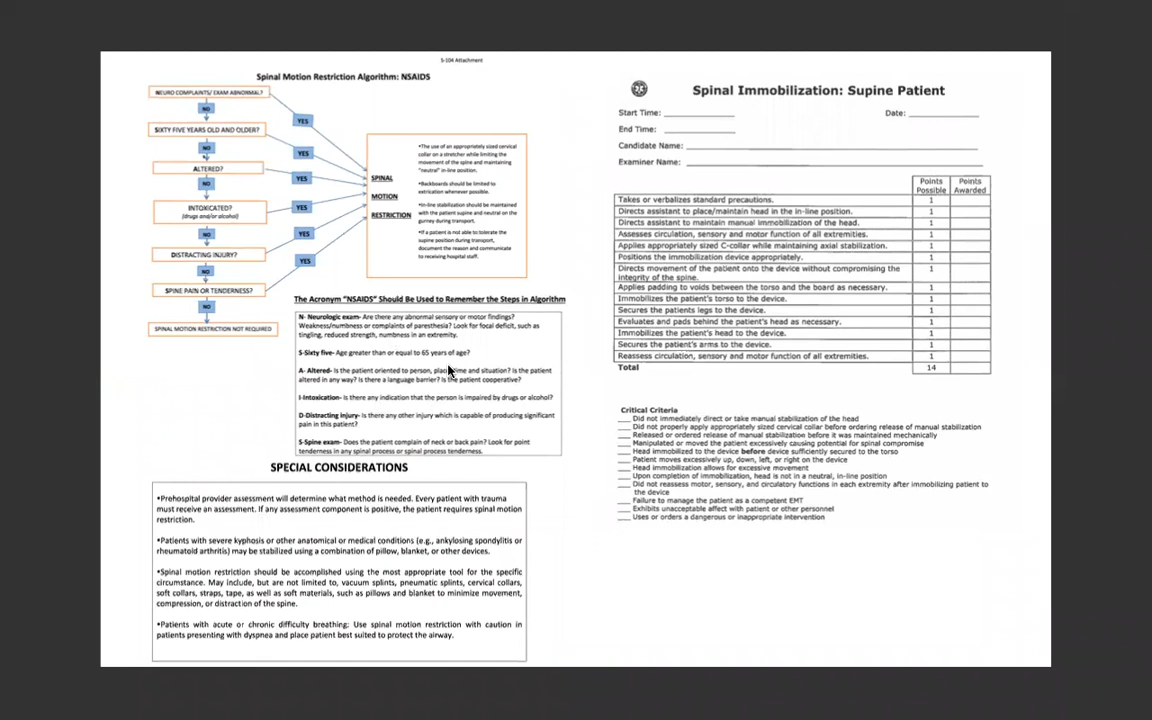 S-104 Attachment
Spinal Motion Restriction Algorithm: NSAIDS
NEURO COMPLAINTS/ EXAM ABNORMAL?
NO
YES
SIXTY FIVE YEARS OLD AND OLDER?
NO
YES
ALTERED?
NO
YES
INTOXICATED?
(drugs and/or alcohol)
NO
YES
DISTRACTING INJURY?
NO
YES
SPINE PAIN OR TENDERNESS?
NO
YES
SPINAL MOTION RESTRICTION NOT REQUIRED
SPINAL
MOTION
RESTRICTION
•The use of an appropriately sized cervical
collar on a stretcher while limiting the
movement of the spine and maintaining
"neutral" in-line position.
•Backboards should be limited to
extrication whenever possible.
•In-line stabilization should be maintained
with the patient supine and neutral on the
gurney during transport.
•If a patient is not able to tolerate the
supine position during transport,
document the reason and communicate
to receiving hospital staff.
The Acronym "NSAIDS" Should Be Used to Remember the Steps in Algorithm
N- Neurologic exam- Are there any abnormal sensory or motor findings?
Weakness/numbness or complaints of paresthesia? Look for focal deficit, such as
tingling, reduced strength, numbness in an extremity.
S-Sixty five- Age greater than or equal to 65 years of age?
A- Altered- Is the patient oriented to person, time and situation? Is the patient
altered in any way? Is there a language barrier? Is the patient cooperative?
I-Intoxication- Is there any indication that the person is impaired by drugs or alcohol?
D-Distracting injury- Is there any other injury which is capable of producing significant
pain in this patient?
S-Spine exam- Does the patient complain of neck or back pain? Look for point
tenderness in any spinal process or spinal process tenderness.
SPECIAL CONSIDERATIONS
•Prehospital provider assessment will determine what method is needed. Every patient with trauma
must receive an assessment. If any assessment component is positive, the patient requires spinal motion
restriction.
•Patients with severe kyphosis or other anatomical or medical conditions (e.g., ankylosing spondylitis or
rheumatoid arthritis) may be stabilized using a combination of pillow, blanket, or other devices.
•Spinal motion restriction should be accomplished using the most appropriate tool for the specific
circumstance. May include, but are not limited to, vacuum splints, pneumatic splints, cervical collars,
soft collars, straps, tape, as well as soft materials, such as pillows and blanket to minimize movement,
compression, or distraction of the spine.
•Patients with acute or chronic difficulty breathing: Use spinal motion restriction with caution in
patients presenting with dyspnea and place patient best suited to protect the airway.
Spinal Immobilization: Supine Patient
Start Time: Date:
End Time:
Candidate Name:
Examiner Name:
Points Possible Points Awarded
Takes or verbalizes standard precautions. 1
Directs assistant to place/maintain head in the in-line position. 1
Directs assistant to maintain manual immobilization of the head. 1
Assesses circulation, sensory and motor function of all extremities. 1
Applies appropriately sized C-collar while maintaining axial stabilization. 1
Positions the immobilization device appropriately. 1
Directs movement of the patient onto the device without compromising the
integrity of the spine. 1
Applies padding to voids between the torso and the board as necessary. 1
Immobilizes the patient's torso to the device. 1
Secures the patients legs to the device. 1
Evaluates and pads behind the patient's head as necessary. 1
Immobilizes the patient's head to the device. 1
Secures the patient's arms to the device. 1
Reassess circulation, sensory and motor function of all extremities. 1
Total 14
Critical Criteria
Did not immediately direct or take manual stabilization of the head
Did not properly apply appropriately sized cervical collar before ordering release of manual stabilization
Released or ordered release of manual stabilization before it was maintained mechanically
Manipulated or moved the patient excessively causing potential for spinal compromise
Head immobilized to the device before device sufficiently secured to the torso
Patient moves excessively up, down, left, or right on the device
Head immobilization allows for excessive movement
Upon completion of immobilization, head is not in a neutral, in-line position
Did not reassess motor, sensory, and circulatory functions in each extremity after immobilizing patient to
the device
Failure to manage the patient as a competent EMT
Exhibits unacceptable affect with patient or other personnel
Uses or orders a dangerous or inappropriate intervention